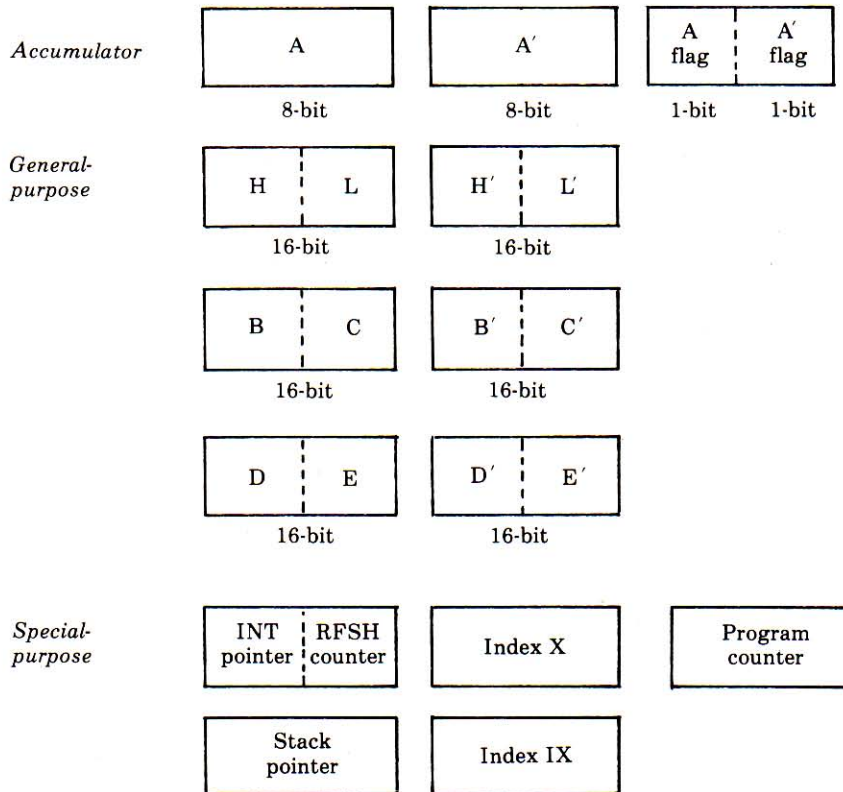 Accumulator
A
A′
A
flag
A′
flag
8-bit
8-bit
1-bit
1-bit
General-
purpose
H
L
H′
L′
16-bit
16-bit
B
C
B′
C′
16-bit
16-bit
D
E
D′
E′
16-bit
16-bit
Special-
purpose
INT
pointer
RFSH
counter
Index X
Program
counter
Stack
pointer
Index IX